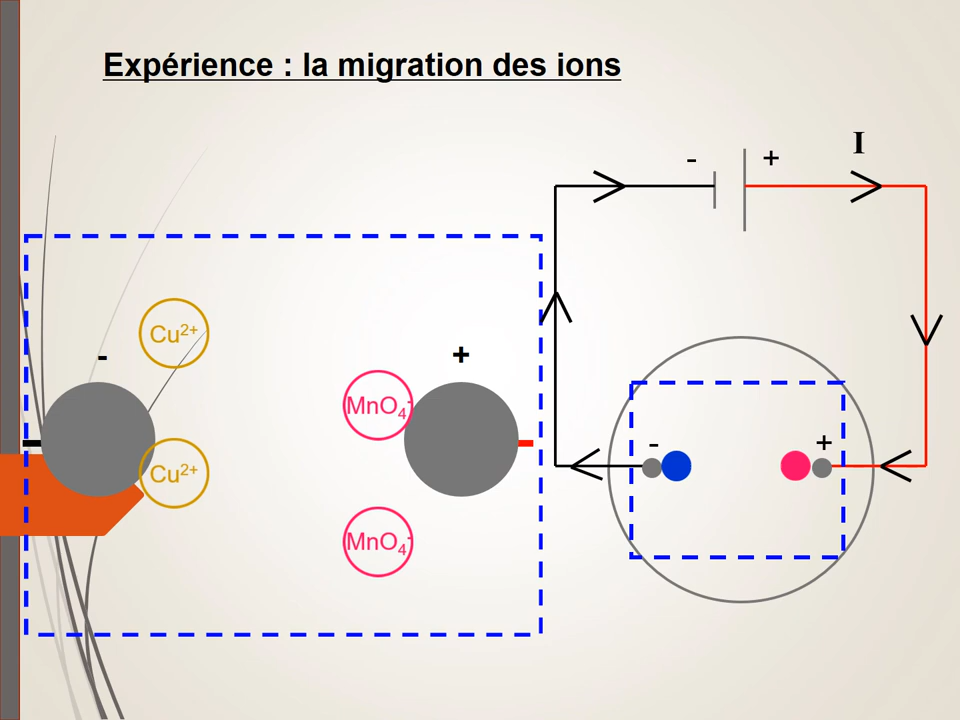 Expérience : la migration des ions
- + I
Cu²⁺
- +
MnO₄⁻
Cu²⁺
MnO₄⁻
- +